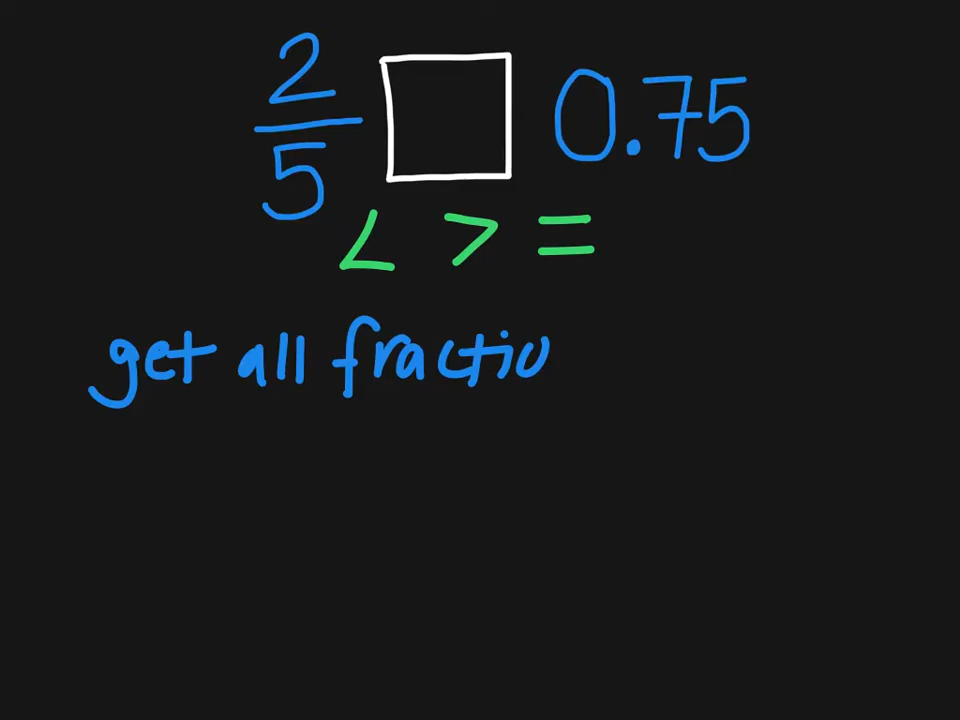 2/5 □ 0.75
< > =
get all fractio